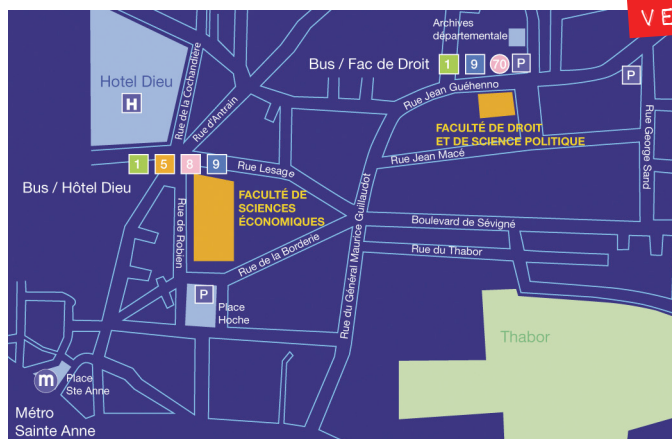 VE
Archives
départementale
Bus / Fac de Droit
1 9 70 P
P
Hotel Dieu
H
Rue de la Cochardière
Rue d'Antrain
Rue Jean Guéhenno
FACULTÉ DE DROIT
ET DE SCIENCE POLITIQUE
Rue George Sand
Rue Jean Macé
1 5 8 9
Bus / Hôtel Dieu
Rue Lesage
FACULTÉ DE
SCIENCES
ÉCONOMIQUES
Rue de Robien
Rue de la Borderie
Rue du Général Maurice Guillaudot
Boulevard de Sévigné
Rue du Thabor
P
Place
Hoche
Thabor
m
Place
Ste Anne
Métro
Sainte Anne